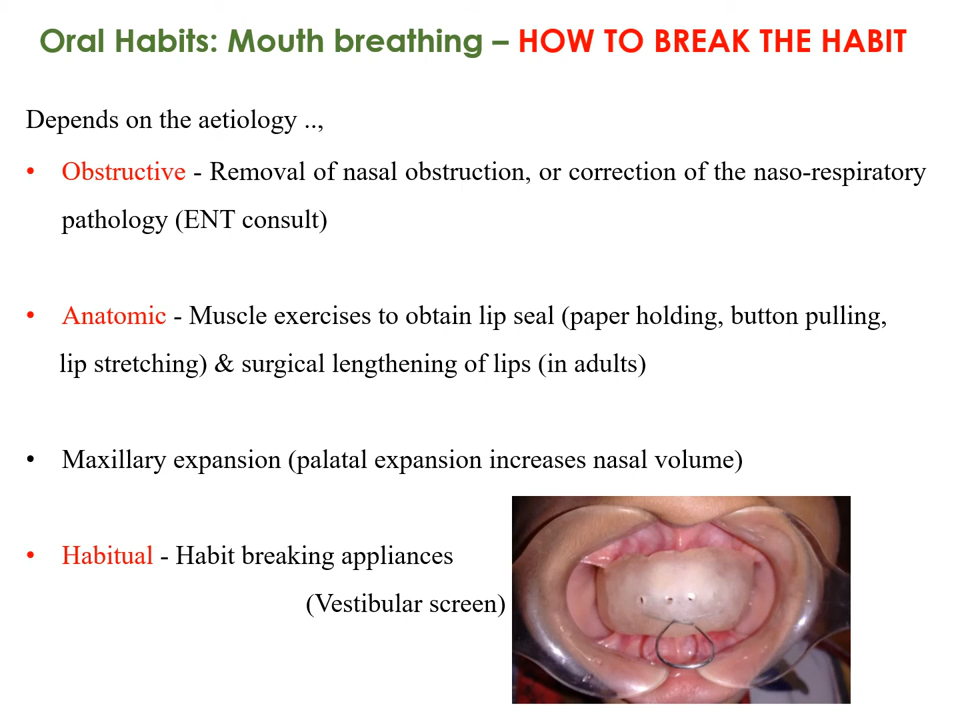 Oral Habits: Mouth breathing – HOW TO BREAK THE HABIT
Depends on the aetiology ..,
• Obstructive - Removal of nasal obstruction, or correction of the naso-respiratory
pathology (ENT consult)
• Anatomic - Muscle exercises to obtain lip seal (paper holding, button pulling,
lip stretching) & surgical lengthening of lips (in adults)
• Maxillary expansion (palatal expansion increases nasal volume)
• Habitual - Habit breaking appliances
(Vestibular screen)